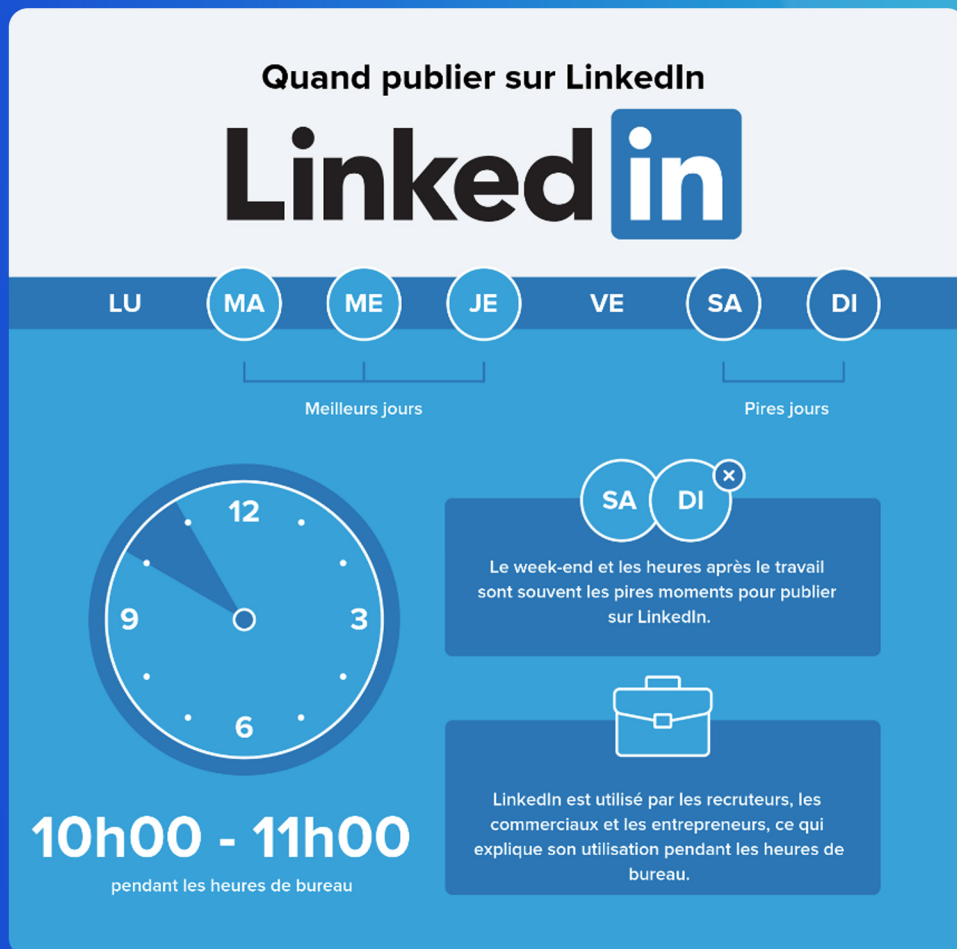 Quand publier sur LinkedIn
Linked in
LU MA ME JE VE SA DI
Meilleurs jours
Pires jours
12
9
3
6
10h00 - 11h00
pendant les heures de bureau
SA DI
Le week-end et les heures après le travail
sont souvent les pires moments pour publier
sur LinkedIn.
LinkedIn est utilisé par les recruteurs, les
commerciaux et les entrepreneurs, ce qui
explique son utilisation pendant les heures de
bureau.